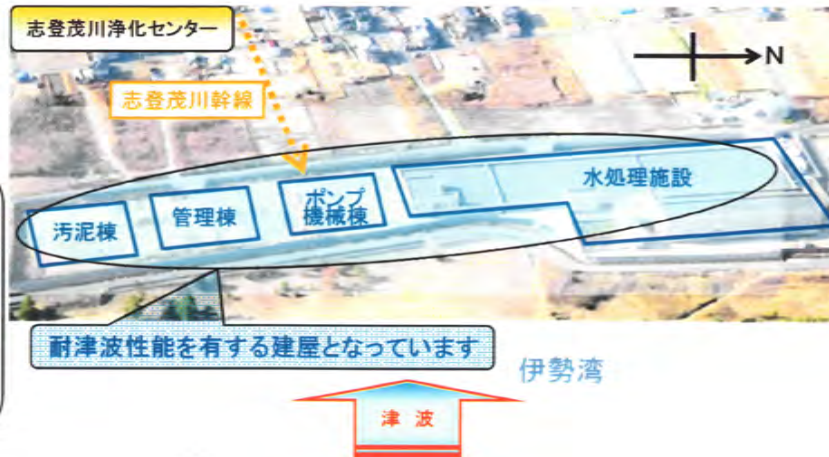 志登茂川浄化センター
N
志登茂川幹線
水処理施設
ポンプ
機械棟
管理棟
汚泥棟
耐津波性能を有する建屋となっています
伊勢湾
津 波